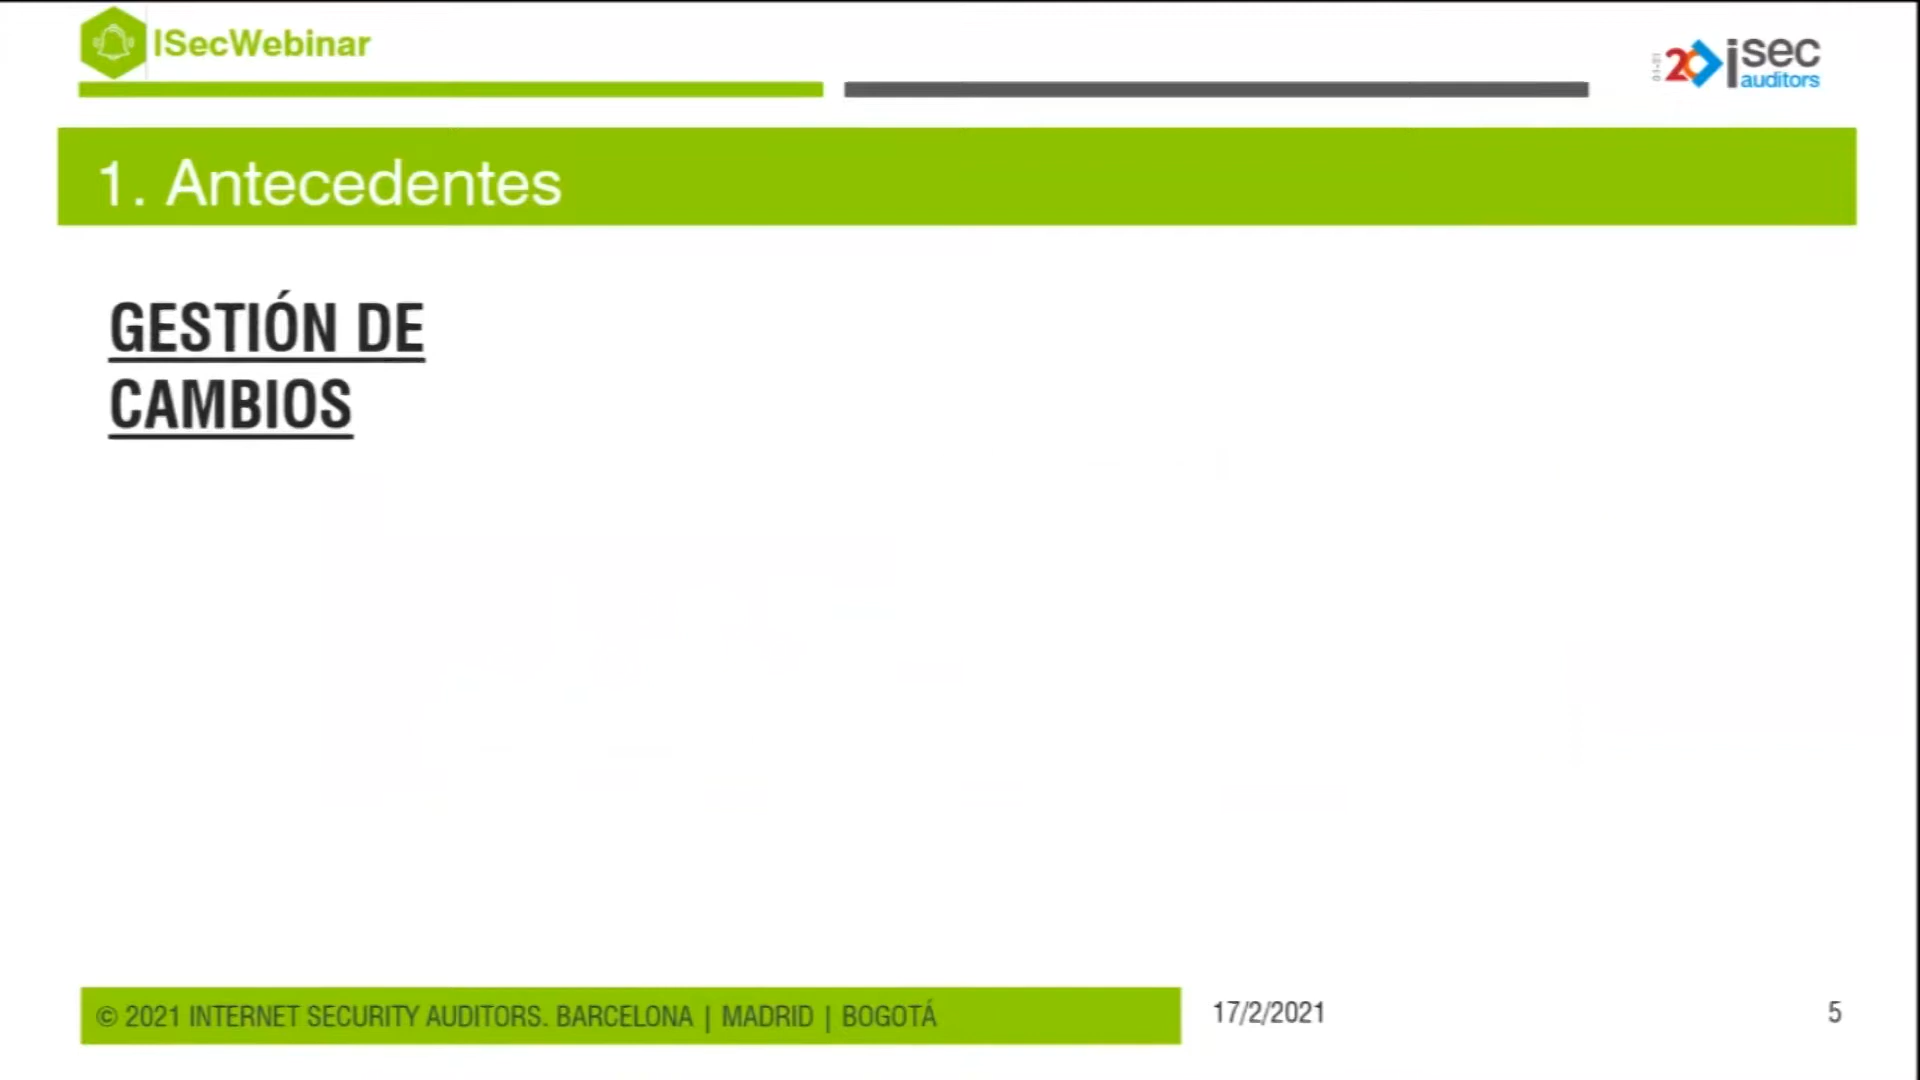 ISecWebinar
20 isec
auditors
1. Antecedentes
GESTIÓN DE
CAMBIOS
© 2021 INTERNET SECURITY AUDITORS. BARCELONA | MADRID | BOGOTÁ
17/2/2021
5